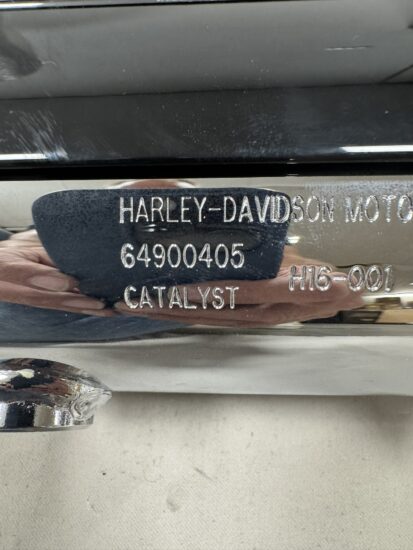 HARLEY-DAVIDSON MOTO
64900405
CATALYST H16-001